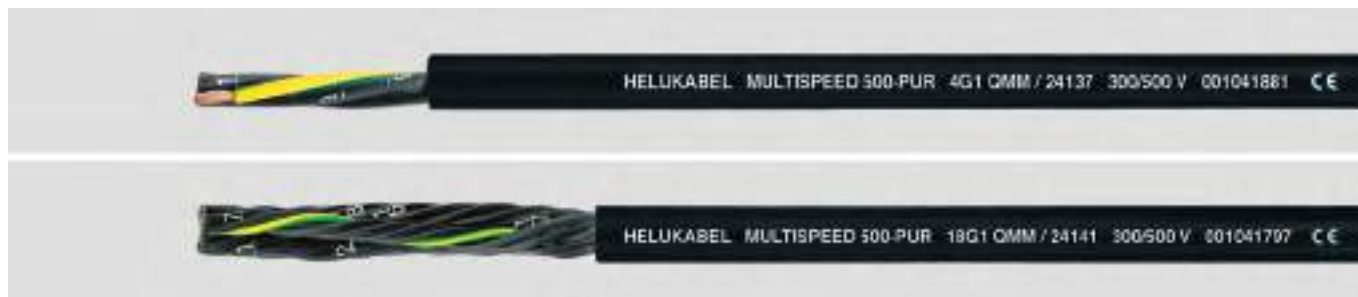 HELUKABEL MULTISPEED 500-PUR 4G1 QMM / 24137 300/500 V 001041881 CE
HELUKABEL MULTISPEED 500-PUR 18G1 QMM / 24141 300/500 V 001041797 CE